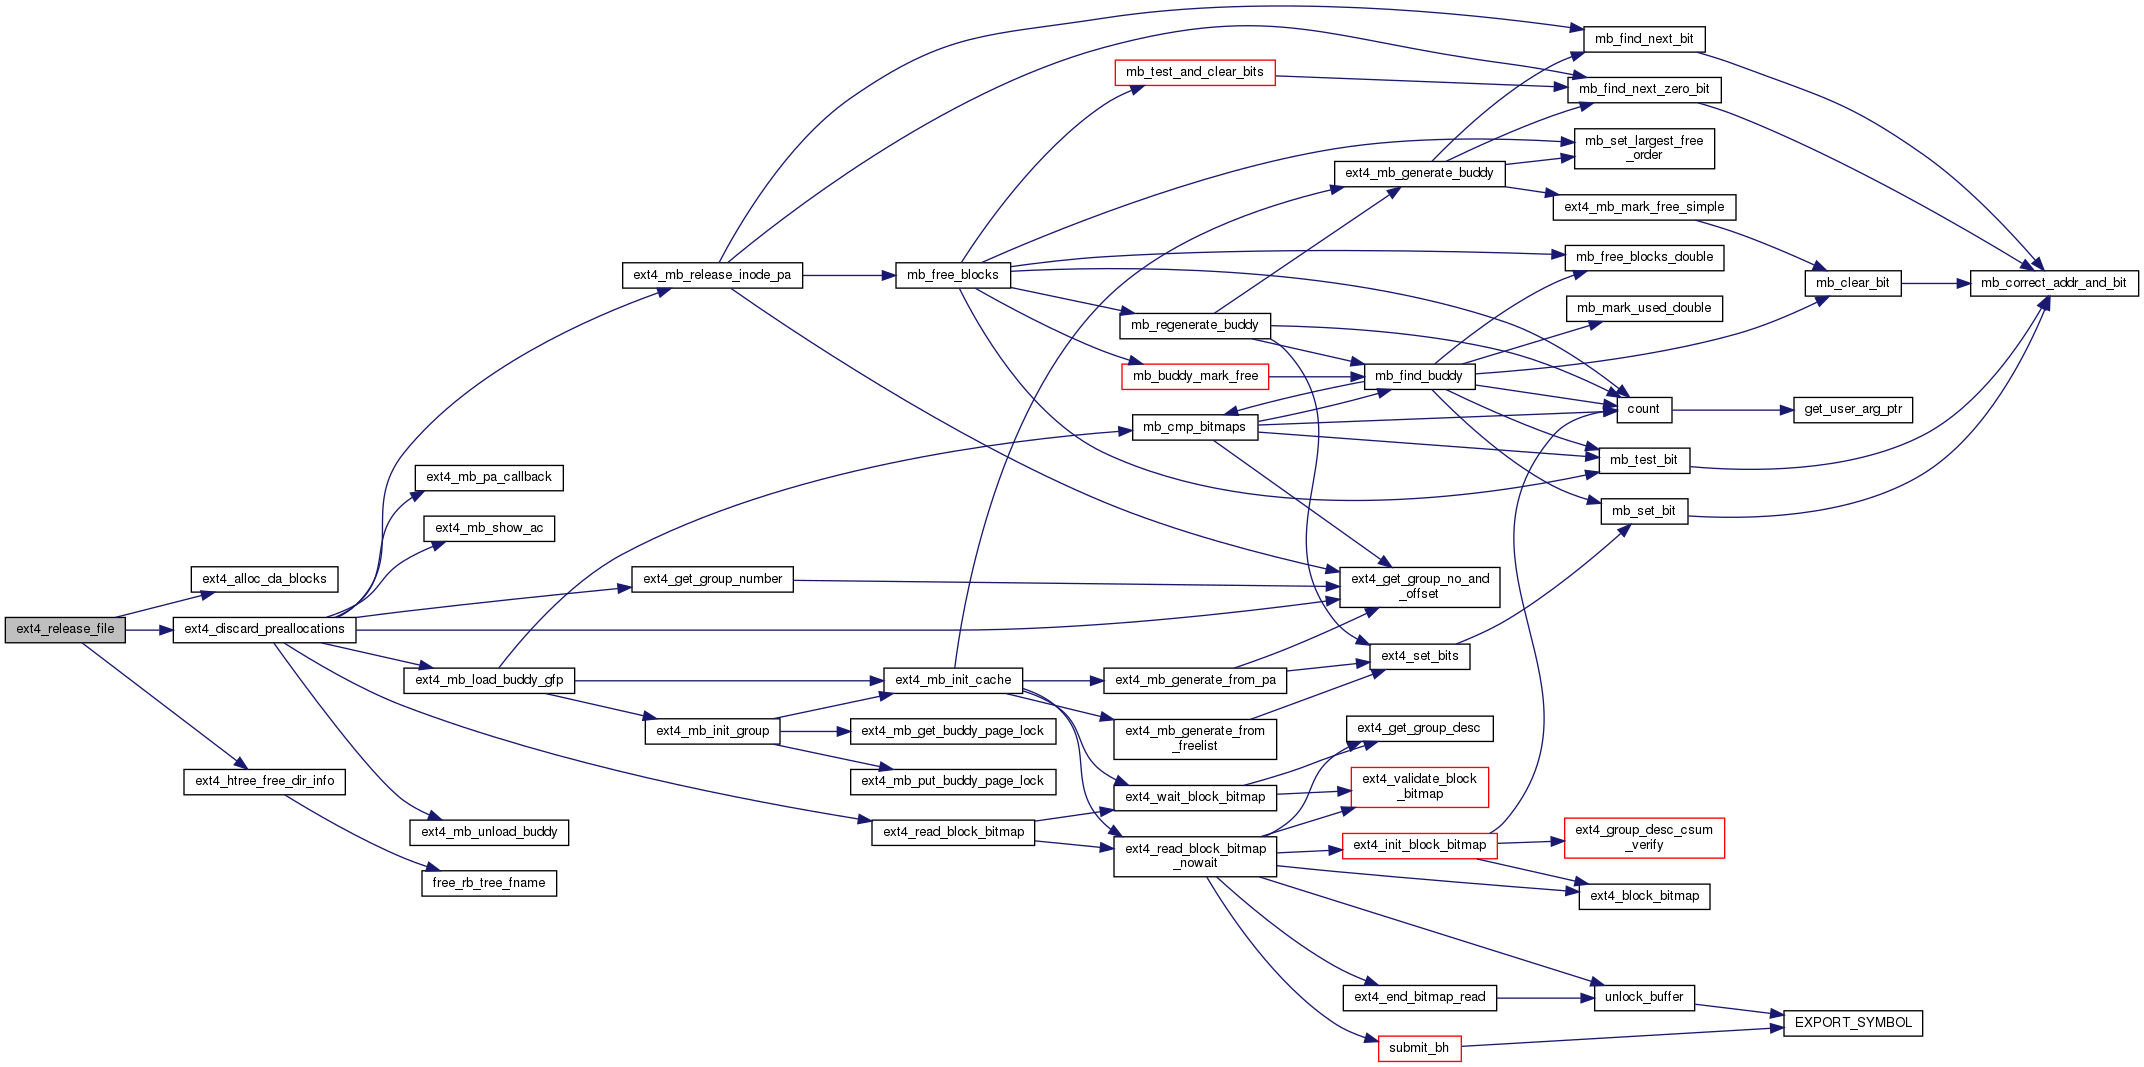 mb_find_next_bit
mb_test_and_clear_bits
mb_find_next_zero_bit
mb_set_largest_free
_order
ext4_mb_generate_buddy
ext4_mb_mark_free_simple
mb_free_blocks_double
ext4_mb_release_inode_pa
mb_free_blocks
mb_clear_bit
mb_correct_addr_and_bit
mb_mark_used_double
mb_regenerate_buddy
mb_buddy_mark_free
mb_find_buddy
count
get_user_arg_ptr
mb_cmp_bitmaps
mb_test_bit
ext4_mb_pa_callback
mb_set_bit
ext4_mb_show_ac
ext4_alloc_da_blocks
ext4_get_group_number
ext4_get_group_no_and
_offset
ext4_release_file
ext4_discard_preallocations
ext4_set_bits
ext4_mb_load_buddy_gfp
ext4_mb_init_cache
ext4_mb_generate_from_pa
ext4_mb_init_group
ext4_mb_get_buddy_page_lock
ext4_mb_generate_from
_freelist
ext4_get_group_desc
ext4_htree_free_dir_info
ext4_mb_put_buddy_page_lock
ext4_wait_block_bitmap
ext4_validate_block
_bitmap
ext4_mb_unload_buddy
ext4_read_block_bitmap
ext4_read_block_bitmap
_nowait
ext4_init_block_bitmap
ext4_group_desc_csum
_verify
free_rb_tree_fname
ext4_block_bitmap
ext4_end_bitmap_read
unlock_buffer
EXPORT_SYMBOL
submit_bh